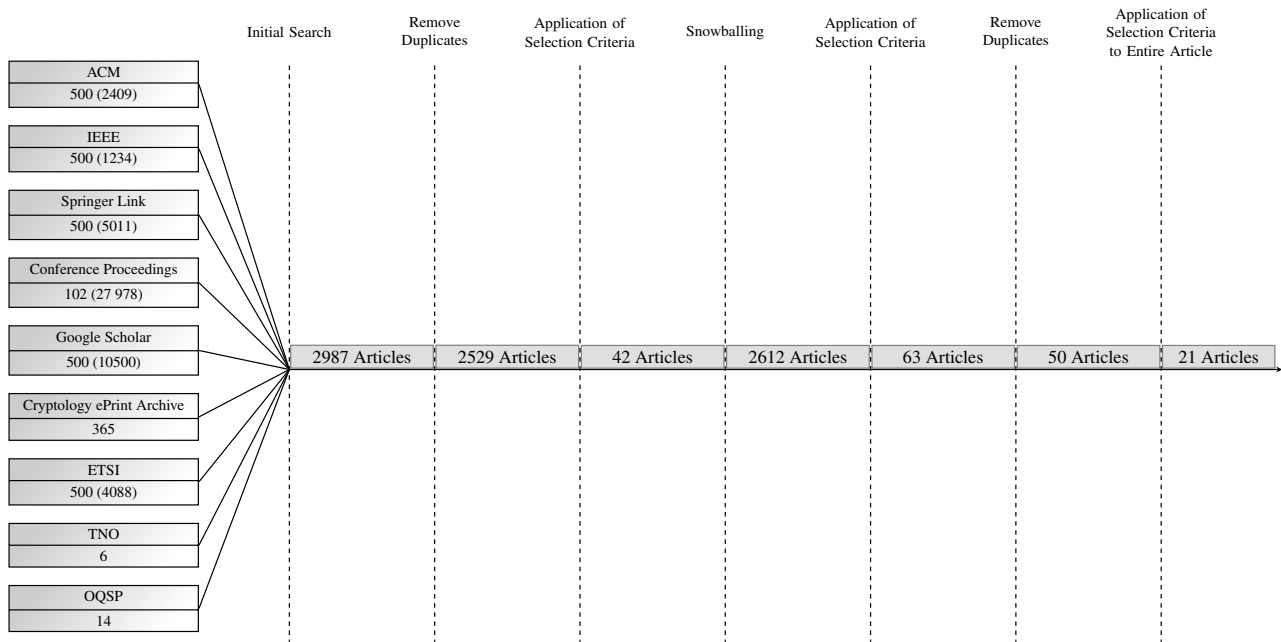 Initial Search
Remove
Duplicates
Application of
Selection Criteria
Snowballing
Application of
Selection Criteria
Remove
Duplicates
Application of
Selection Criteria
to Entire Article
ACM
500 (2409)
IEEE
500 (1234)
Springer Link
500 (5011)
Conference Proceedings
102 (27 978)
Google Scholar
500 (10500)
Cryptology ePrint Archive
365
ETSI
500 (4088)
TNO
6
OQSP
14
2987 Articles
2529 Articles
42 Articles
2612 Articles
63 Articles
50 Articles
21 Articles